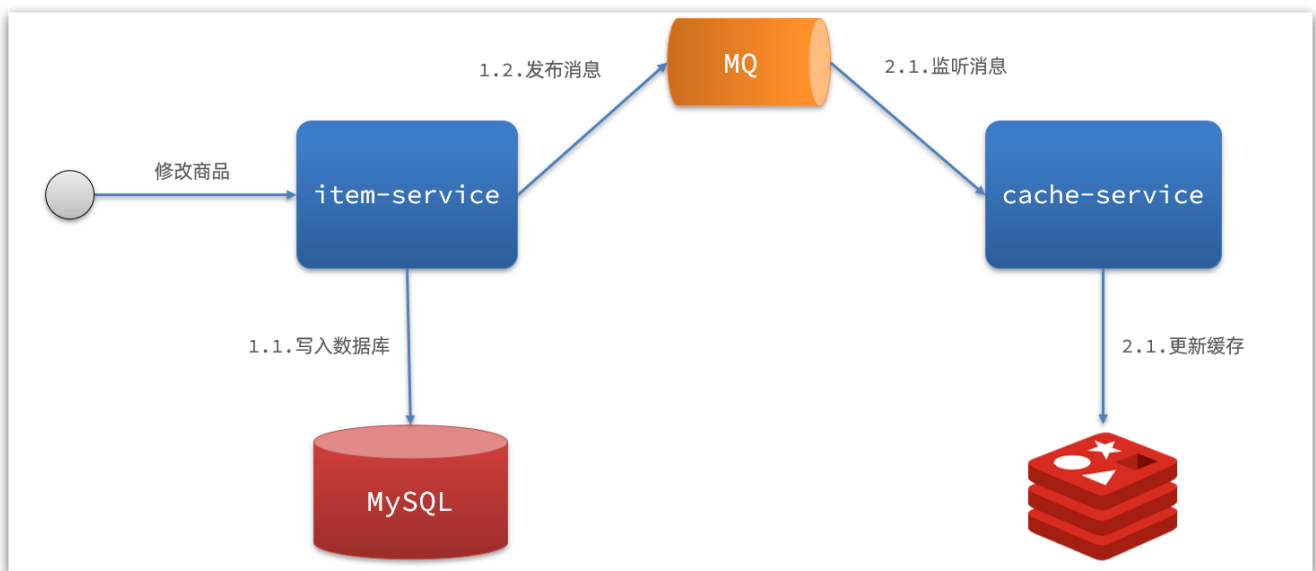 MQ
1.2.发布消息
2.1.监听消息
修改商品
item-service
cache-service
1.1.写入数据库
2.1.更新缓存
MySQL